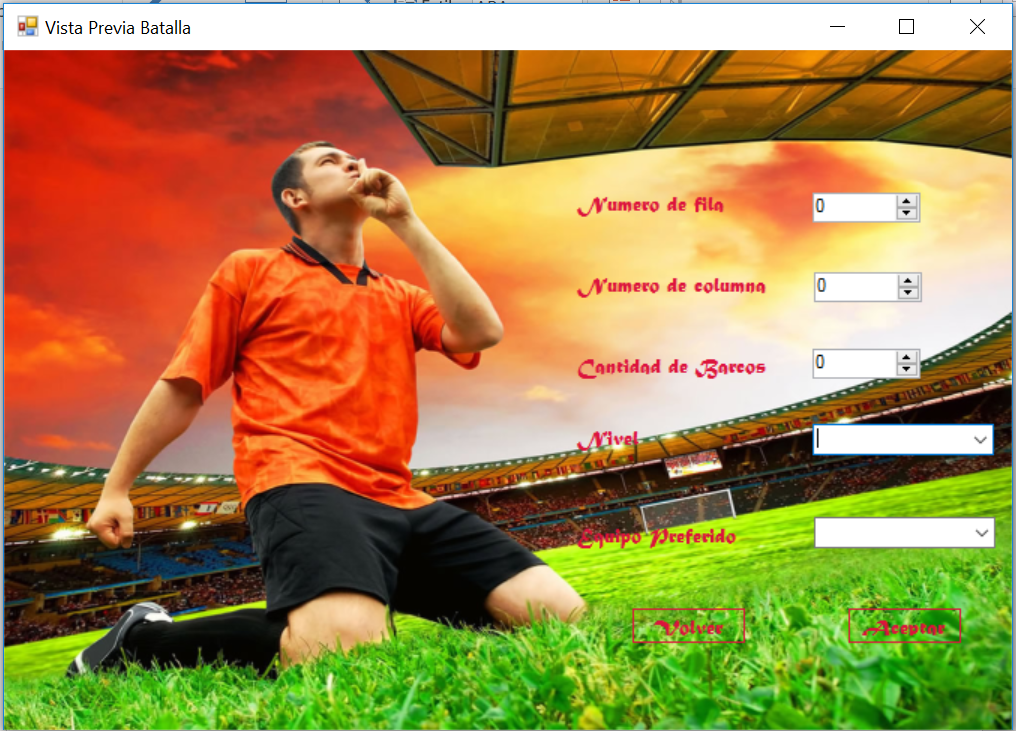 Vista Previa Batalla
Numero de fila
0
Numero de columna
0
Cantidad de Barcos
0
Nivel
Equipo Preferido
Volver
Aceptar